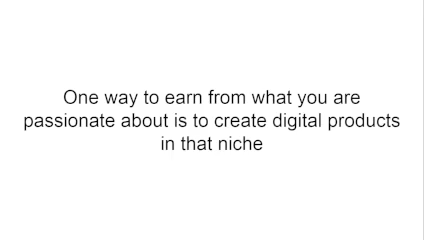 One way to earn from what you are
passionate about is to create digital products
in that niche